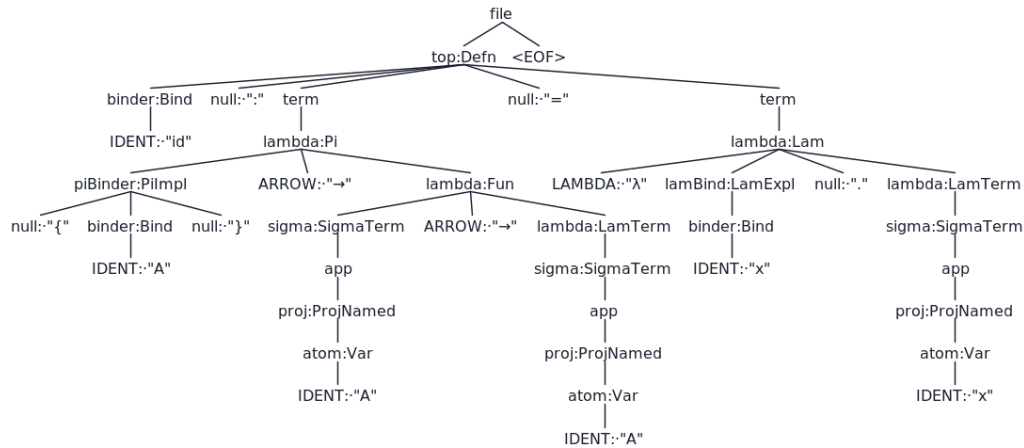 file
top:Defn <EOF>
binder:Bind null:·":" term null:·"=" term
IDENT:·"id" lambda:Pi lambda:Lam
piBinder:PiImpl ARROW:·"→" lambda:Fun LAMBDA:·"λ" lamBind:LamExpl null:·"." lambda:LamTerm
null:·"{" binder:Bind null:·"}" sigma:SigmaTerm ARROW:·"→" lambda:LamTerm binder:Bind sigma:SigmaTerm
IDENT:·"A" app sigma:SigmaTerm IDENT:·"x" app
proj:ProjNamed app proj:ProjNamed
atom:Var proj:ProjNamed atom:Var
IDENT:·"A" atom:Var IDENT:·"x"
IDENT:·"A"